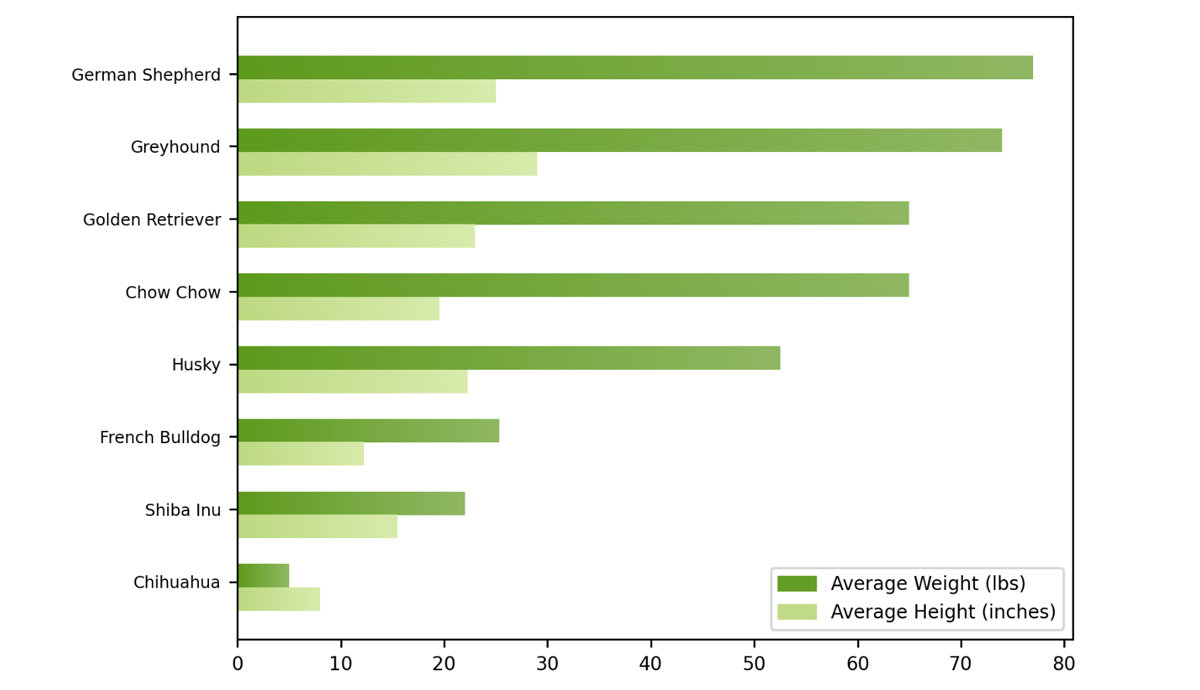 German Shepherd
Greyhound
Golden Retriever
Chow Chow
Husky
French Bulldog
Shiba Inu
Chihuahua
Average Weight (lbs)
Average Height (inches)
0 10 20 30 40 50 60 70 80